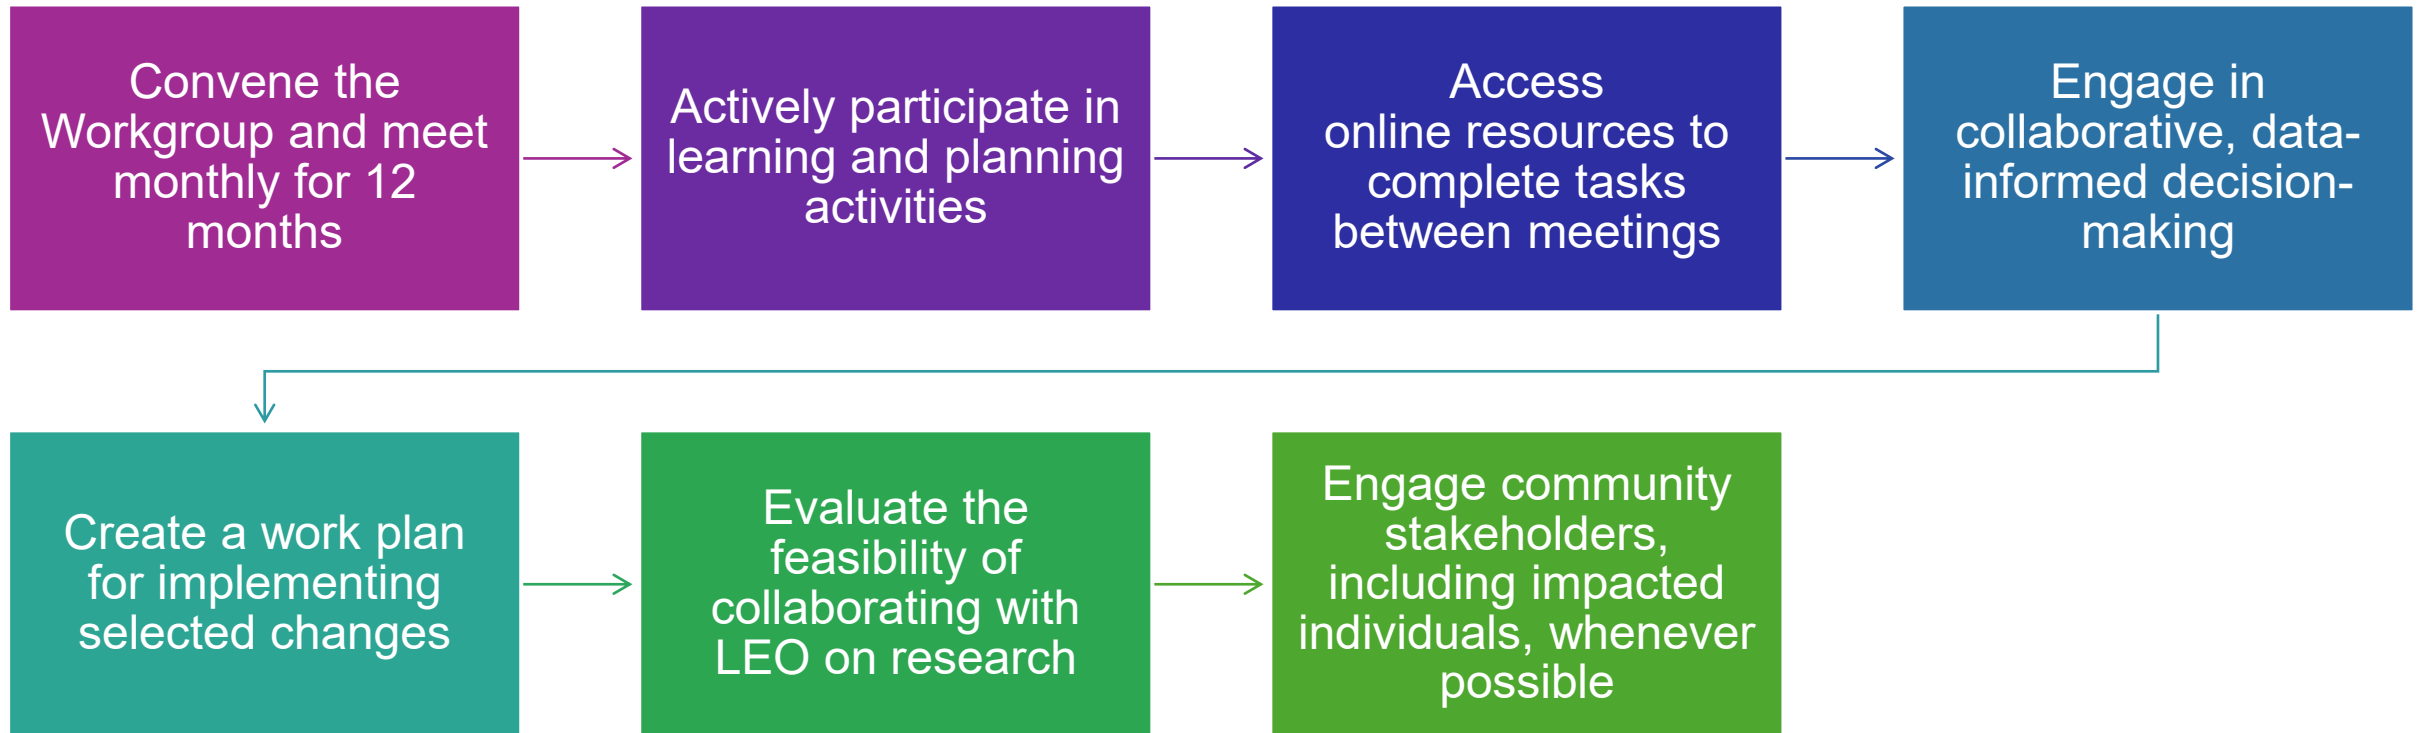 Convene the
Workgroup and meet
monthly for 12
months
Actively participate in
learning and planning
activities
Access
online resources to
complete tasks
between meetings
Engage in
collaborative, data-
informed decision-
making
Create a work plan
for implementing
selected changes
Evaluate the
feasibility of
collaborating with
LEO on research
Engage community
stakeholders,
including impacted
individuals, whenever
possible